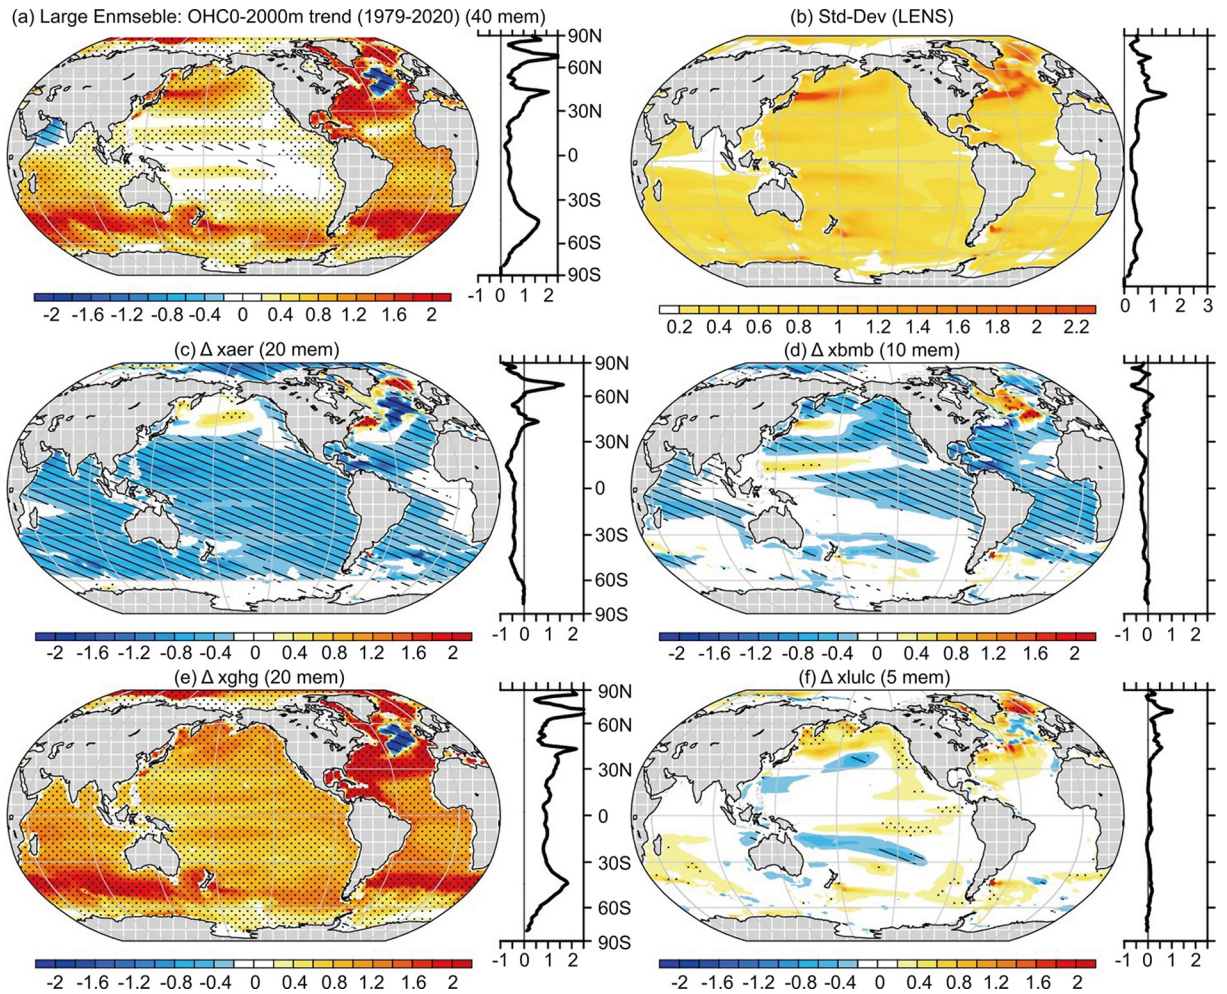 (a) Large Enmseble: OHC0-2000m trend (1979-2020) (40 mem)
(b) Std-Dev (LENS)
90N
60N
30N
0
30S
60S
90S
-2 -1.6 -1.2 -0.8 -0.4 0 0.4 0.8 1.2 1.6 2
-1 0 1 2
0.2 0.4 0.6 0.8 1 1.2 1.4 1.6 1.8 2 2.2
0 1 2 3
(c) Δ xaer (20 mem)
(d) Δ xbmb (10 mem)
90N
60N
30N
0
30S
60S
90S
-2 -1.6 -1.2 -0.8 -0.4 0 0.4 0.8 1.2 1.6 2
-1 0 1 2
-2 -1.6 -1.2 -0.8 -0.4 0 0.4 0.8 1.2 1.6 2
-1 0 1 2
(e) Δ xghg (20 mem)
(f) Δ xlulc (5 mem)
90N
60N
30N
0
30S
60S
90S
-2 -1.6 -1.2 -0.8 -0.4 0 0.4 0.8 1.2 1.6 2
-1 0 1 2
-2 -1.6 -1.2 -0.8 -0.4 0 0.4 0.8 1.2 1.6 2
-1 0 1 2